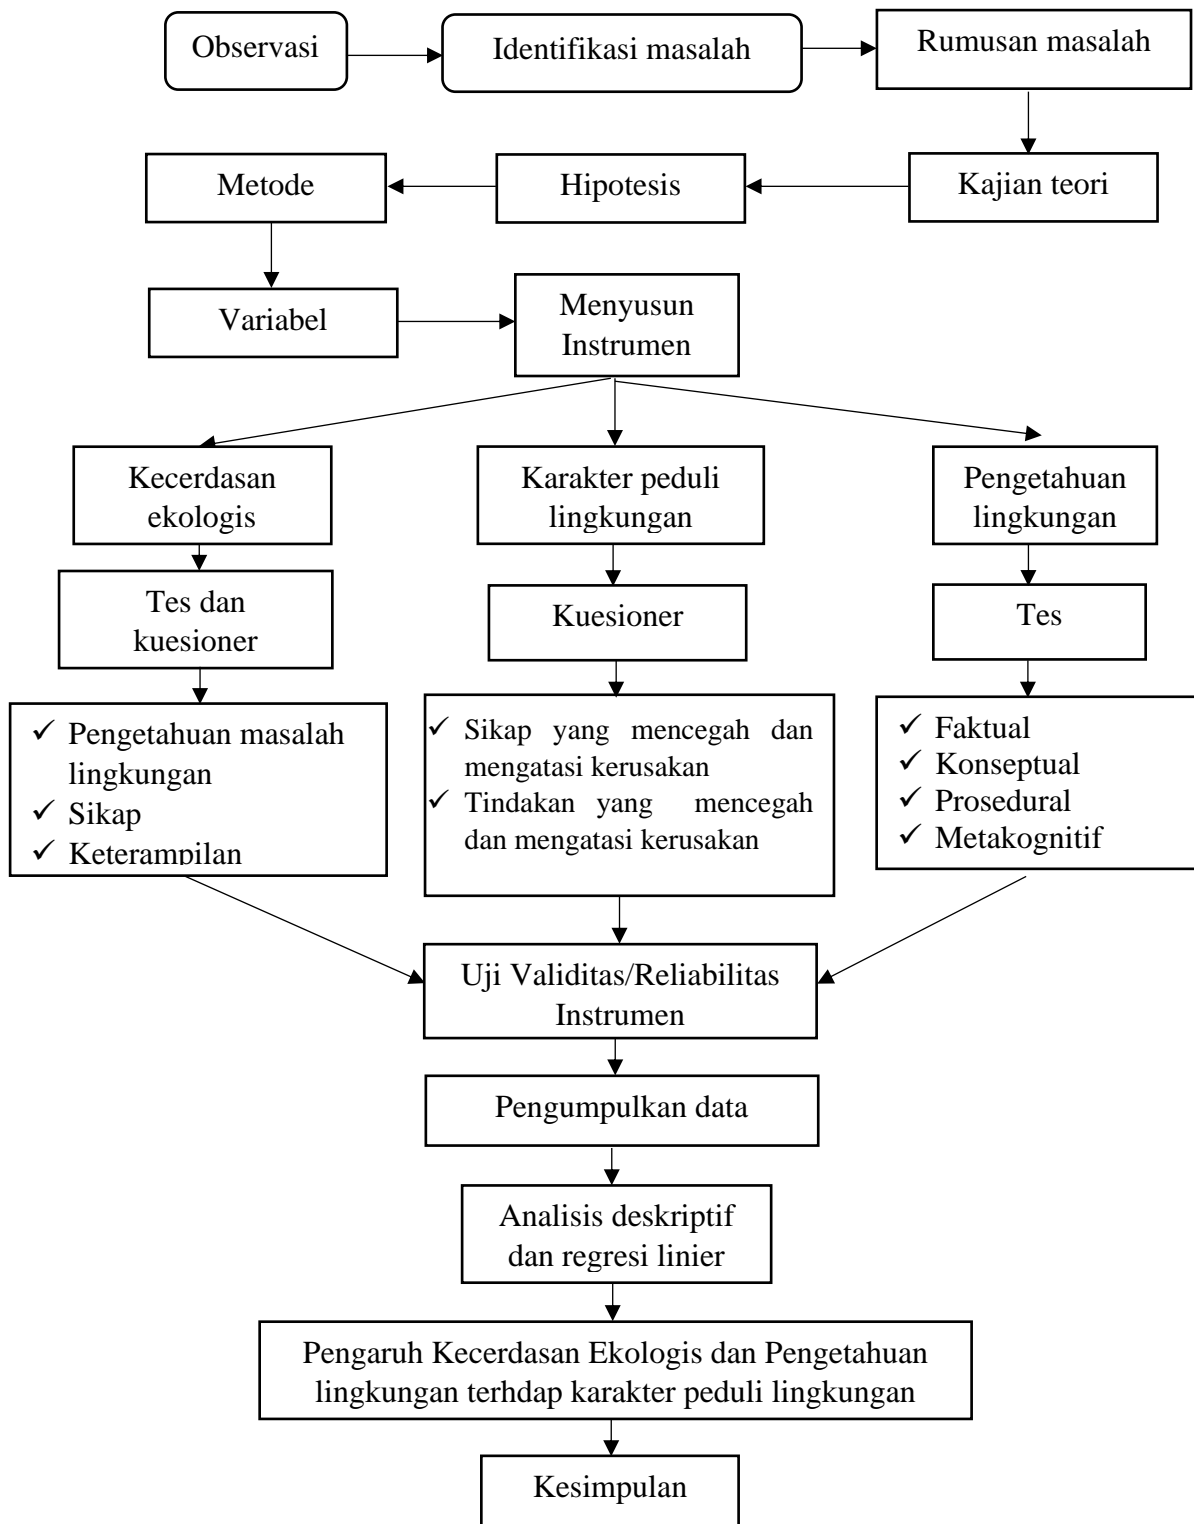 Observasi
Identifikasi masalah
Rumusan masalah
Metode
Hipotesis
Kajian teori
Variabel
Menyusun
Instrumen
Kecerdasan
ekologis
Karakter peduli
lingkungan
Pengetahuan
lingkungan
Tes dan
kuesioner
Kuesioner
Tes
✓ Pengetahuan masalah
lingkungan
✓ Sikap
✓ Keterampilan
✓ Sikap yang mencegah dan
mengatasi kerusakan
✓ Tindakan yang mencegah
dan mengatasi kerusakan
✓ Faktual
✓ Konseptual
✓ Prosedural
✓ Metakognitif
Uji Validitas/Reliabilitas
Instrumen
Pengumpulkan data
Analisis deskriptif
dan regresi linier
Pengaruh Kecerdasan Ekologis dan Pengetahuan
lingkungan terhdap karakter peduli lingkungan
Kesimpulan